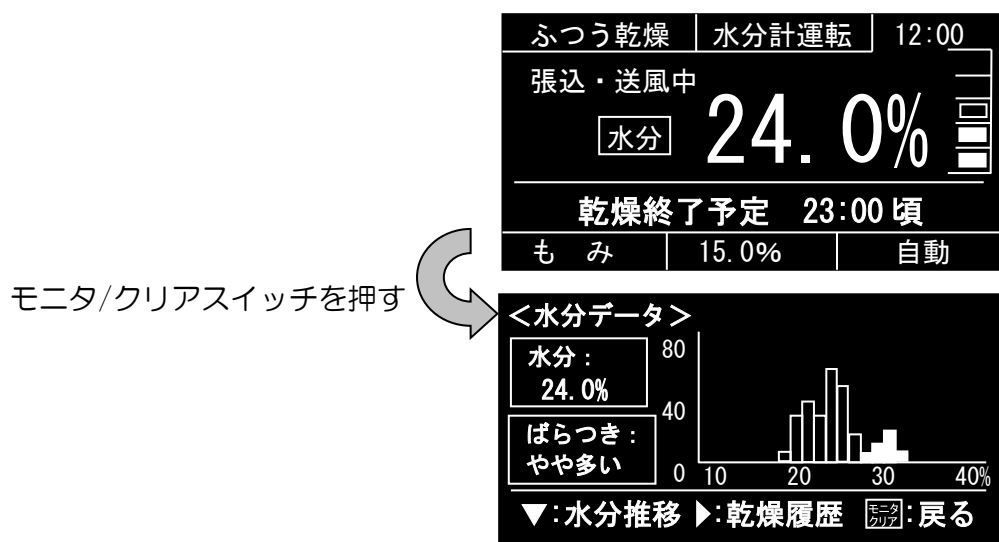 ふつう乾燥 水分計運転 12:00
張込・送風中
水分 24.0%
乾燥終了予定 23:00頃
もみ 15.0% 自動
モニタ/クリアスイッチを押す
＜水分データ＞
水分：
24.0%
ばらつき：
やや多い
80
40
0
10 20 30 40%
▼:水分推移 ▶:乾燥履歴 モニタ クリア:戻る